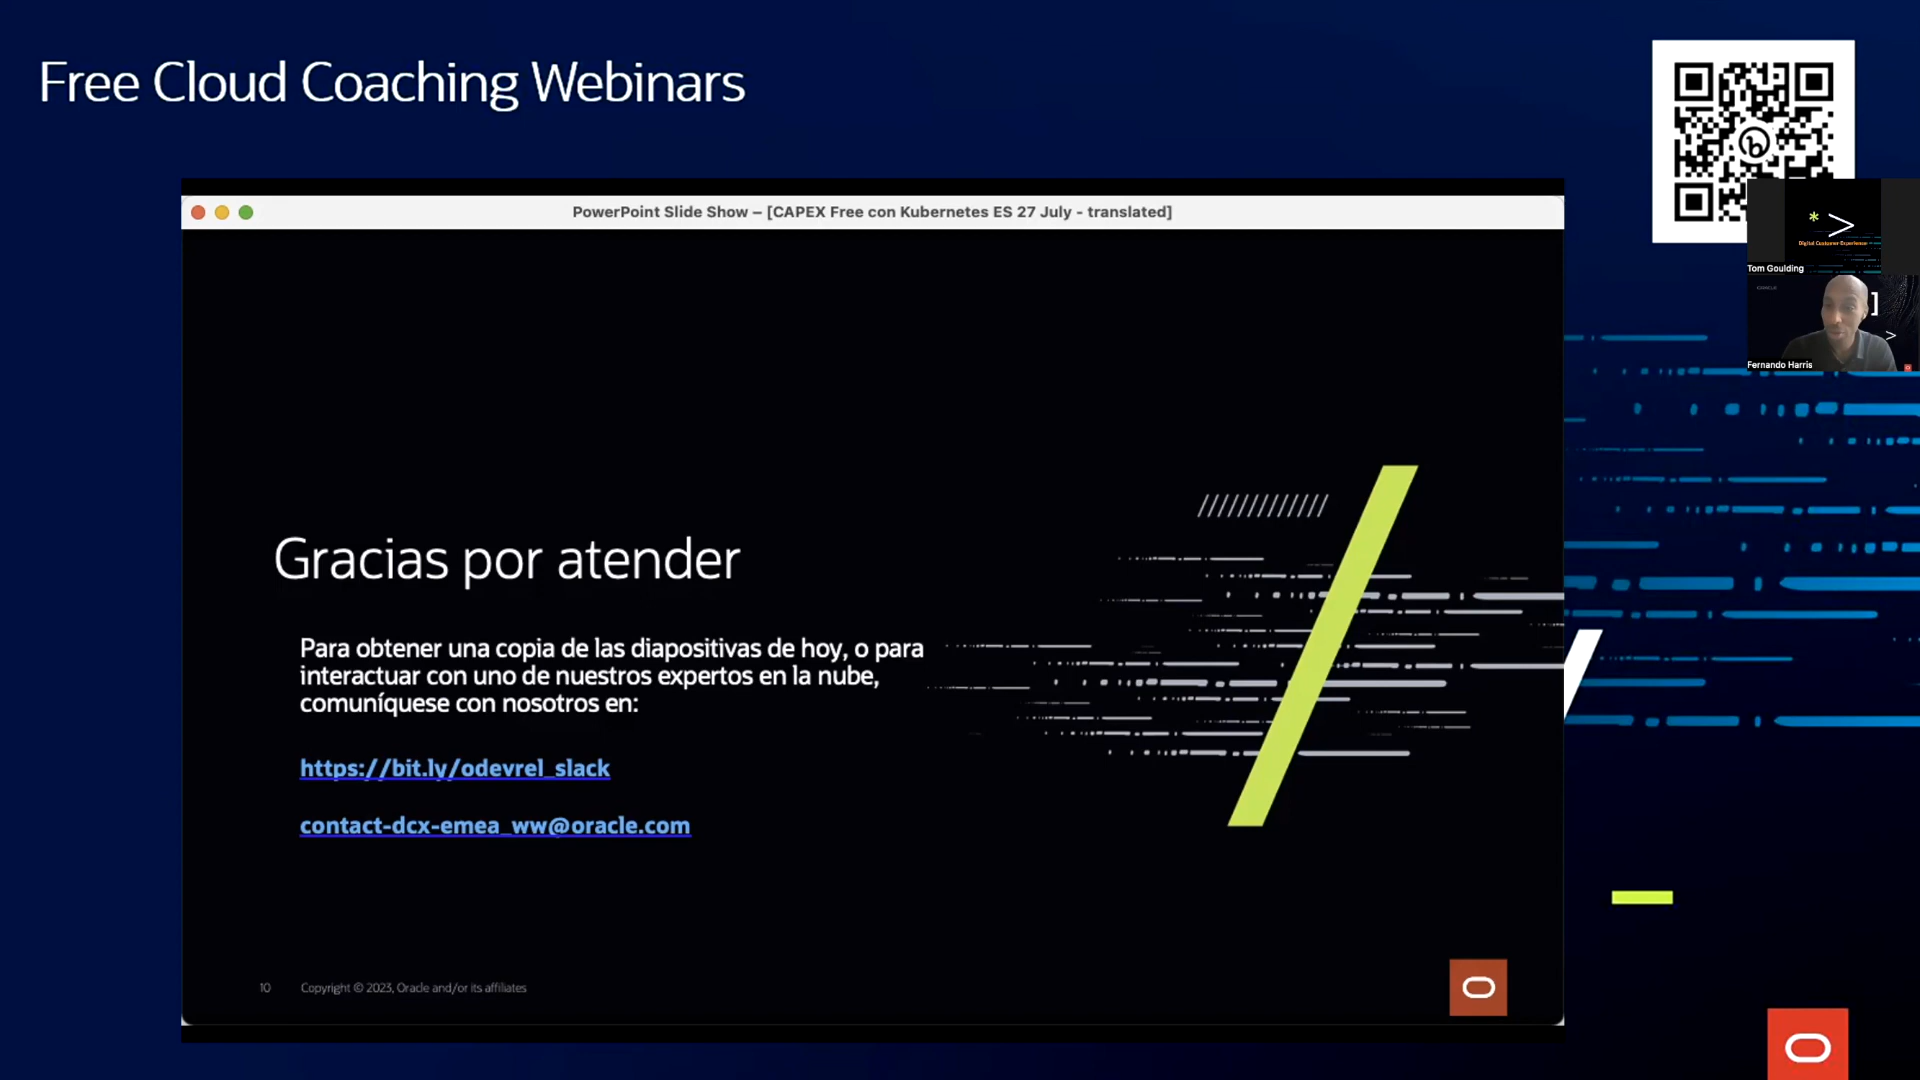 Free Cloud Coaching Webinars
PowerPoint Slide Show – [CAPEX Free con Kubernetes ES 27 July - translated]
Digital Customer Experience
Tom Goulding
Fernando Harris
Gracias por atender
Para obtener una copia de las diapositivas de hoy, o para
interactuar con uno de nuestros expertos en la nube,
comuníquese con nosotros en:
https://bit.ly/odevrel_slack
contact-dcx-emea_ww@oracle.com
10
Copyright © 2023, Oracle and/or its affiliates